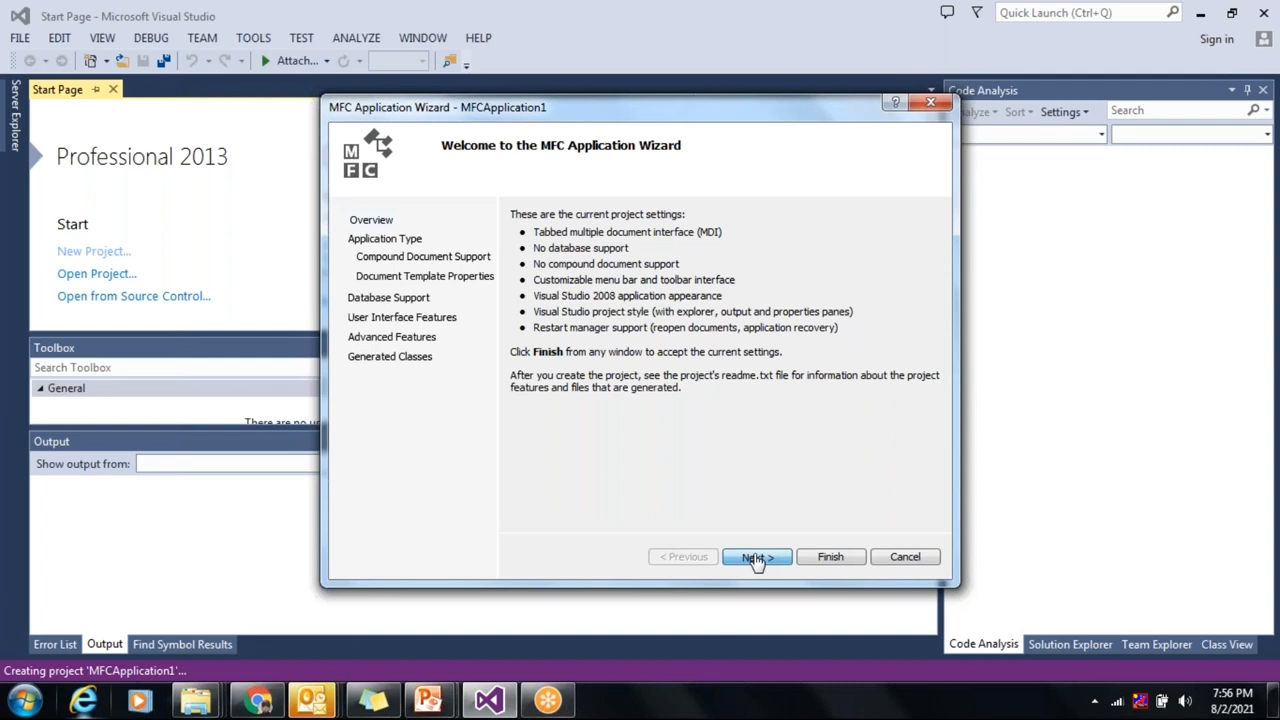 Start Page - Microsoft Visual Studio
Quick Launch (Ctrl+Q)
FILE EDIT VIEW DEBUG TEAM TOOLS TEST ANALYZE WINDOW HELP
Sign in
Attach...
Server Explorer
Start Page
Professional 2013
Start
New Project...
Open Project...
Open from Source Control...
Toolbox
Search Toolbox
General
There are no
Output
Show output from:
Error List Output Find Symbol Results
MFC Application Wizard - MFCApplication1
M
F C
Welcome to the MFC Application Wizard
Overview
Application Type
Compound Document Support
Document Template Properties
Database Support
User Interface Features
Advanced Features
Generated Classes
These are the current project settings:
Tabbed multiple document interface (MDI)
No database support
No compound document support
Customizable menu bar and toolbar interface
Visual Studio 2008 application appearance
Visual Studio project style (with explorer, output and properties panes)
Restart manager support (reopen documents, application recovery)
Click Finish from any window to accept the current settings.
After you create the project, see the project's readme.txt file for information about the project
features and files that are generated.
< Previous Next > Finish Cancel
Code Analysis
Sort Settings Search
Code Analysis Solution Explorer Team Explorer Class View
Creating project 'MFCApplication1'...
7:56 PM
8/2/2021